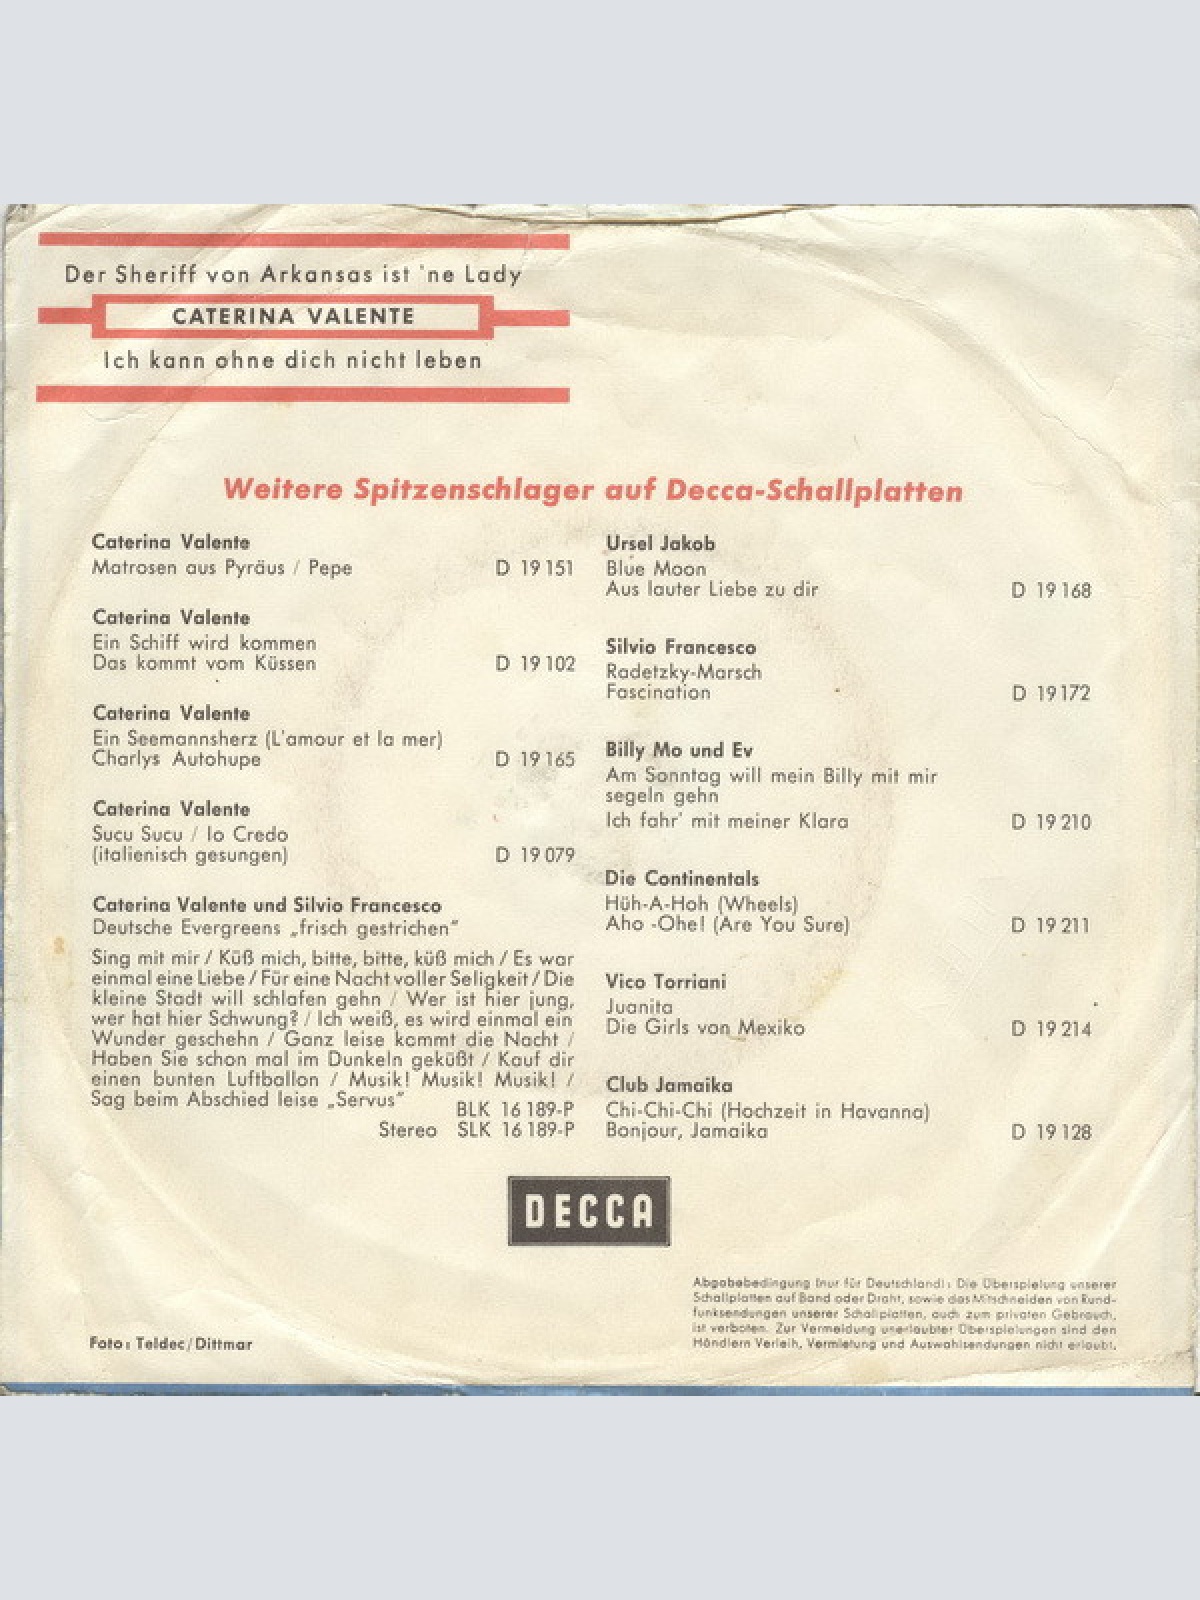 Der Sheriff von Arkansas ist 'ne Lady
CATERINA VALENTE
Ich kann ohne dich nicht leben
Weitere Spitzenschlager auf Decca-Schallplatten
Caterina Valente
Matrosen aus Pyräus / Pepe D 19 151
Caterina Valente
Ein Schiff wird kommen
Das kommt vom Küssen D 19 102
Caterina Valente
Ein Seemannsherz (L'amour et la mer)
Charlys Autohupe D 19 165
Caterina Valente
Sucu Sucu / Io Credo
(italienisch gesungen) D 19 079
Caterina Valente und Silvio Francesco
Deutsche Evergreens „frisch gestrichen“
Sing mit mir / Küß mich, bitte, bitte, küß mich / Es war
einmal eine Liebe / Für eine Nacht voller Seligkeit / Die
kleine Stadt will schlafen gehn / Wer ist hier jung,
wer hat hier Schwung? / Ich weiß, es wird einmal ein
Wunder geschehn / Ganz leise kommt die Nacht /
Haben Sie schon mal im Dunkeln geküßt / Kauf dir
einen bunten Luftballon / Musik! Musik! Musik! /
Sag beim Abschied leise „Servus“
BLK 16 189-P
Stereo SLK 16 189-P
Ursel Jakob
Blue Moon
Aus lauter Liebe zu dir D 19 168
Silvio Francesco
Radetzky-Marsch
Fascination D 19 172
Billy Mo und Ev
Am Sonntag will mein Billy mit mir
segeln gehn
Ich fahr' mit meiner Klara D 19 210
Die Continentals
Hüh-A-Hoh (Wheels)
Aho -Ohe! (Are You Sure) D 19 211
Vico Torriani
Juanita
Die Girls von Mexiko D 19 214
Club Jamaika
Chi-Chi-Chi (Hochzeit in Havanna)
Bonjour, Jamaika D 19 128
DECCA
Abgabebedingung (nur für Deutschland): Die Überspielung unserer
Schallplatten auf Band oder Draht, sowie das Mitschneiden von Rund-
funksendungen unserer Schallplatten, auch zum privaten Gebrauch,
ist verboten. Zur Vermeidung unerlaubter Überspielungen sind den
Händlern Verleih, Vermietung und Auswahlsendungen nicht erlaubt.
Foto: Teldec/Dittmar